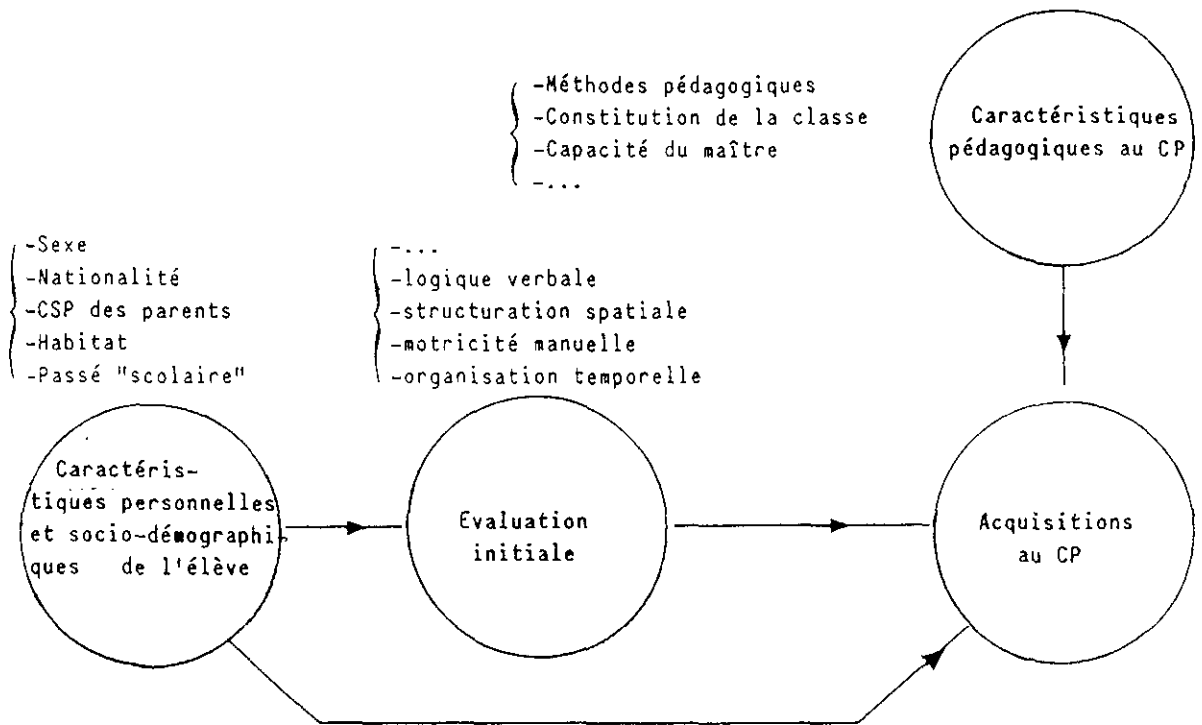 -Méthodes pédagogiques
-Constitution de la classe
-Capacité du maître
-...
Caractéristiques
pédagogiques au CP
-Sexe
-Nationalité
-CSP des parents
-Habitat
-Passé "scolaire"
-...
-logique verbale
-structuration spatiale
-motricité manuelle
-organisation temporelle
Caractéris-
tiques personnelles
et socio-démographi-
ques de l'élève
Evaluation
initiale
Acquisitions
au CP